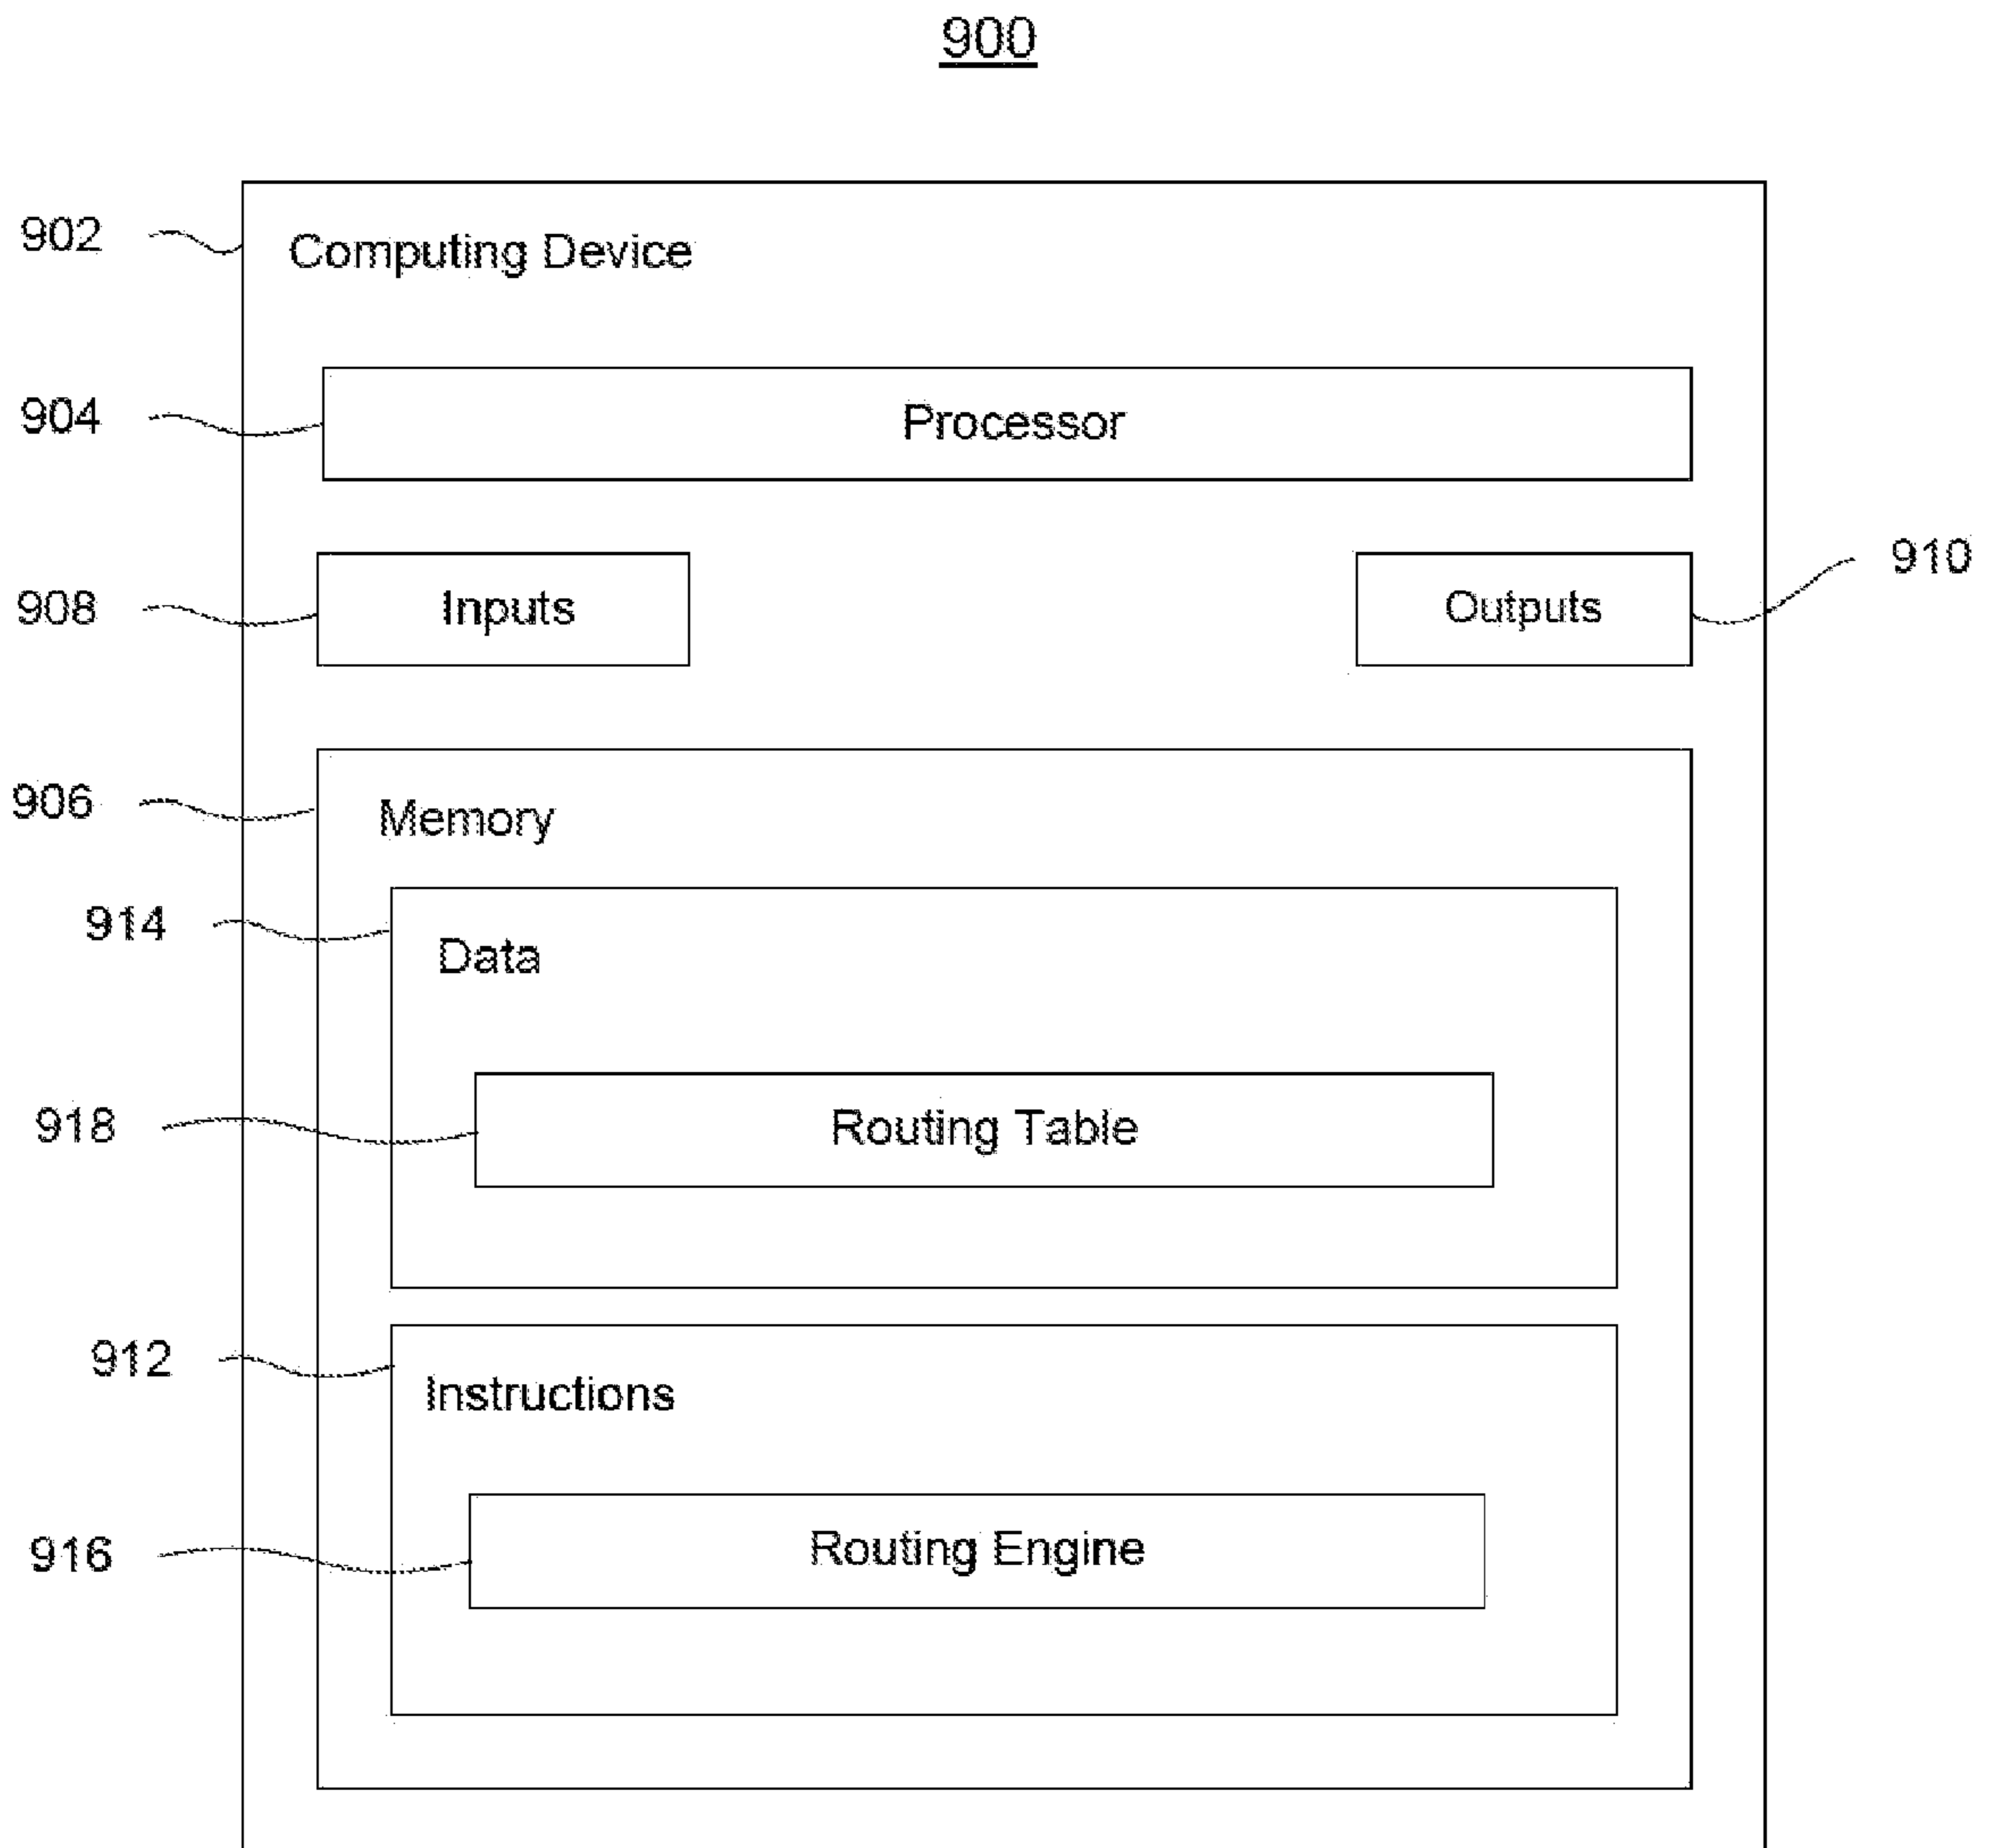 900
902
Computing Device
904
Processor
908
Inputs
Outputs
910
906
Memory
914
Data
918
Routing Table
912
Instructions
916
Routing Engine